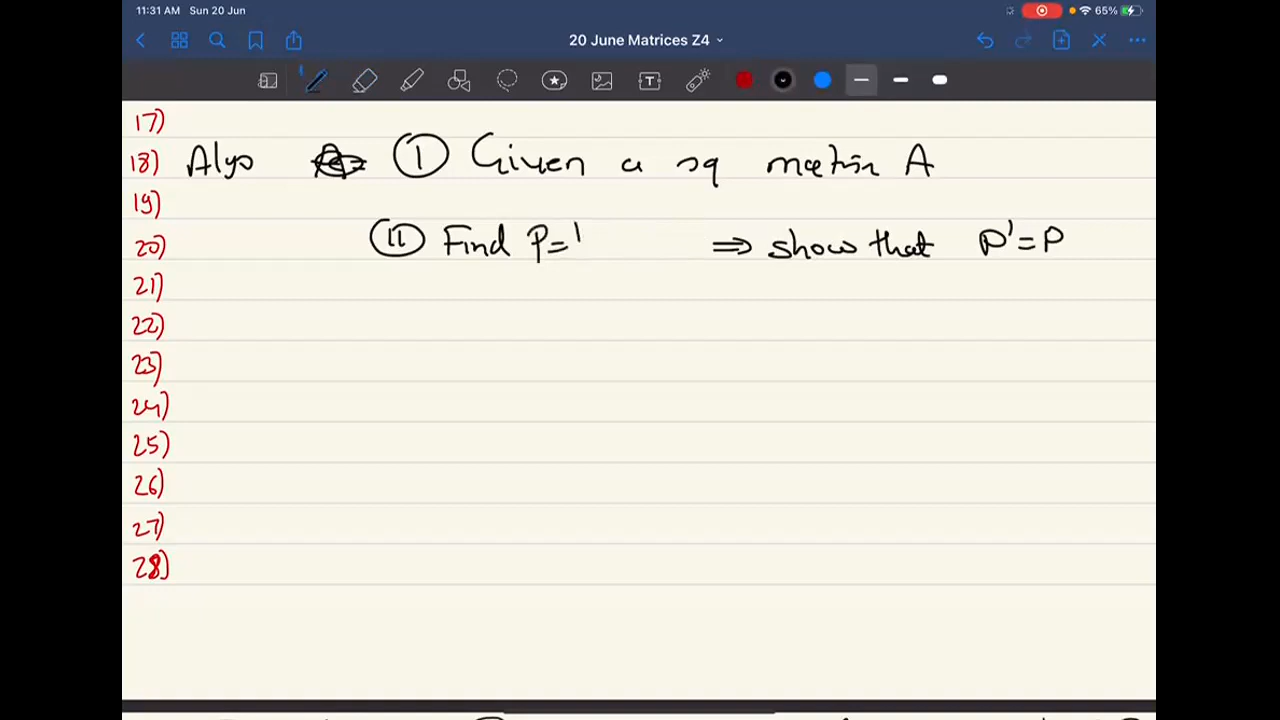 11:31 AM Sun 20 Jun
65%
20 June Matrices Z4
17)
18) Algo I Given a sq matrix A
19)
20) II Find P = 1 ⇒ show that P' = P
21)
22)
23)
24)
25)
26)
27)
28)